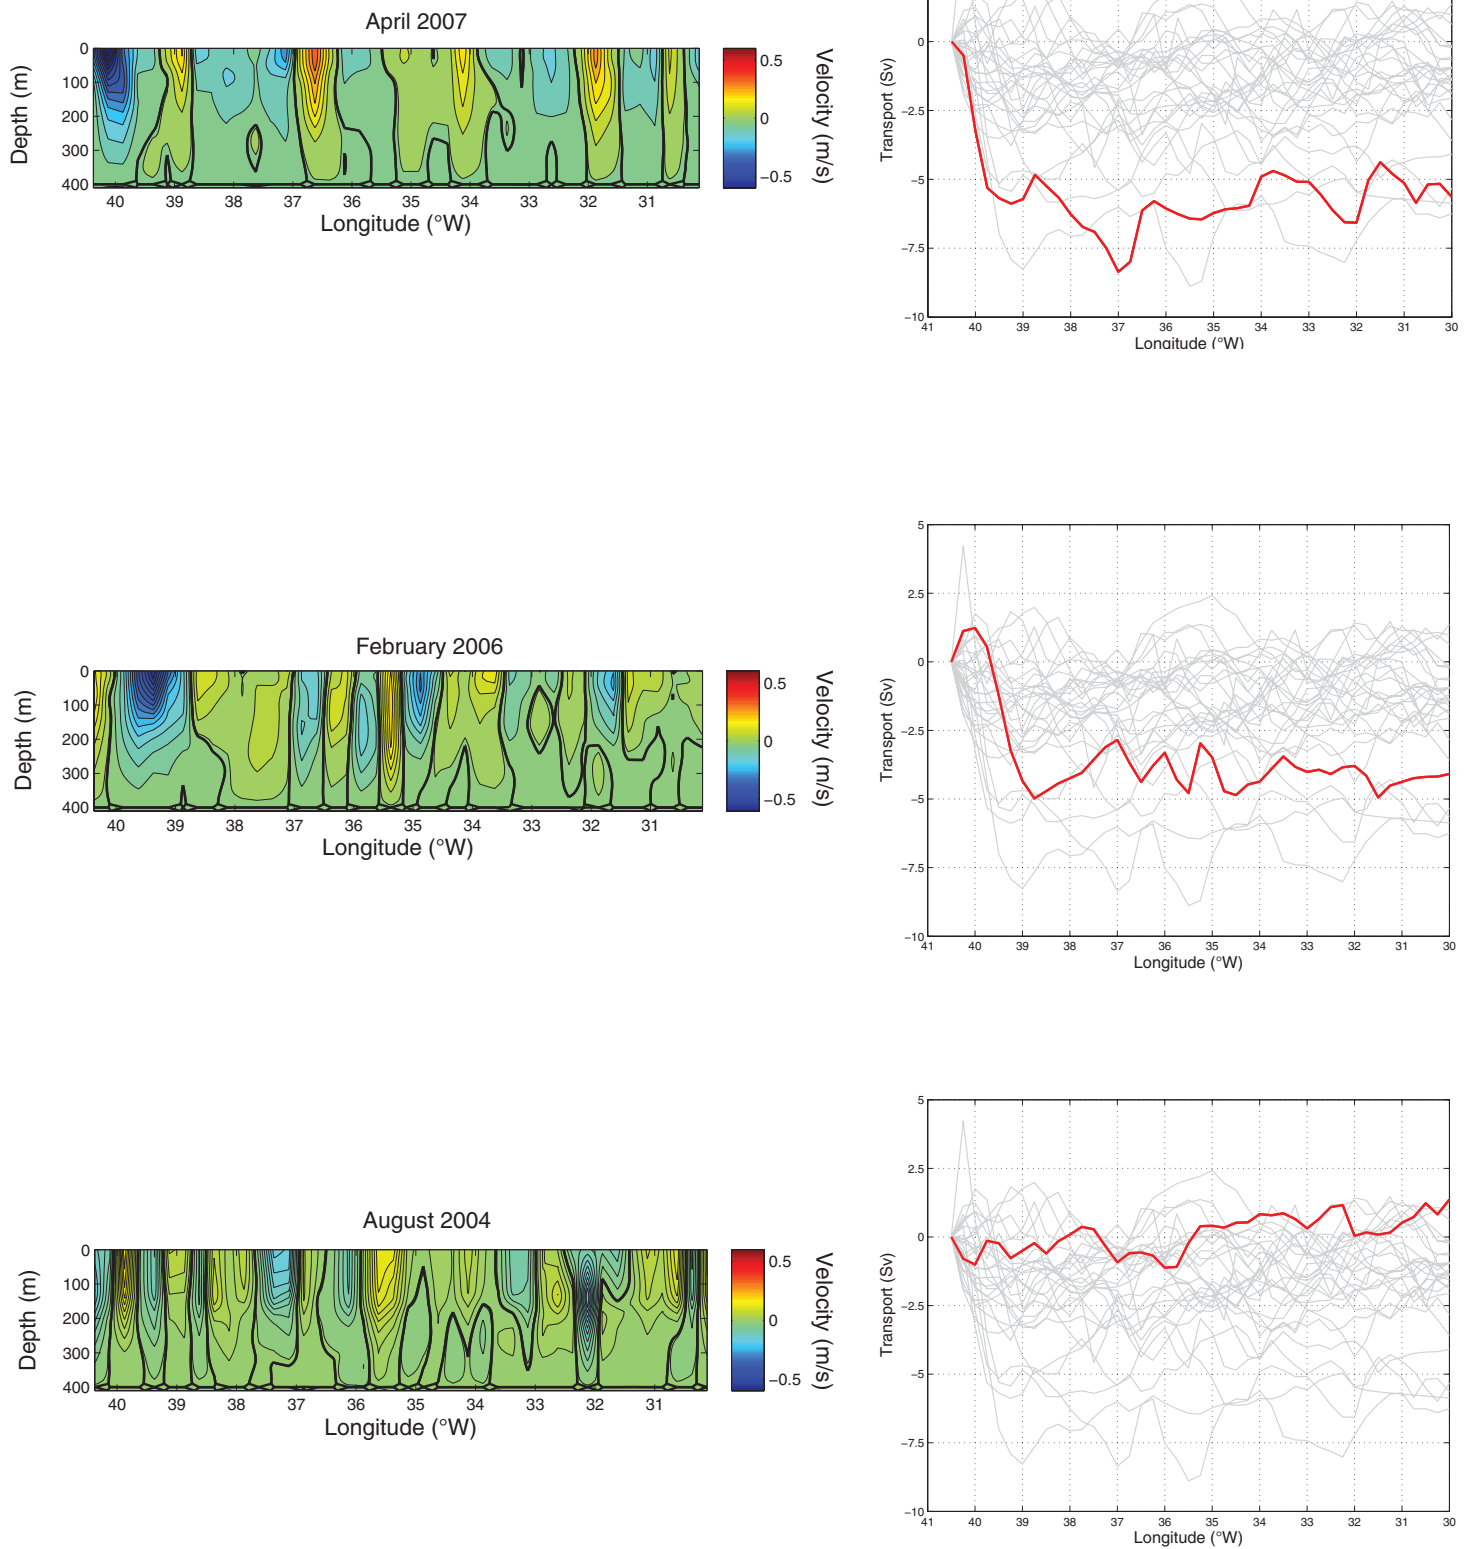 April 2007
0
100
200
300
400
Depth (m)
40 39 38 37 36 35 34 33 32 31
Longitude (°W)
0.5
0
−0.5
Velocity (m/s)
0
−2.5
−5
−7.5
−10
Transport (Sv)
41 40 39 38 37 36 35 34 33 32 31 30
Longitude (°W)
February 2006
0
100
200
300
400
Depth (m)
40 39 38 37 36 35 34 33 32 31
Longitude (°W)
0.5
0
−0.5
Velocity (m/s)
5
2.5
0
−2.5
−5
−7.5
−10
Transport (Sv)
41 40 39 38 37 36 35 34 33 32 31 30
Longitude (°W)
August 2004
0
100
200
300
400
Depth (m)
40 39 38 37 36 35 34 33 32 31
Longitude (°W)
0.5
0
−0.5
Velocity (m/s)
5
2.5
0
−2.5
−5
−7.5
−10
Transport (Sv)
41 40 39 38 37 36 35 34 33 32 31 30
Longitude (°W)